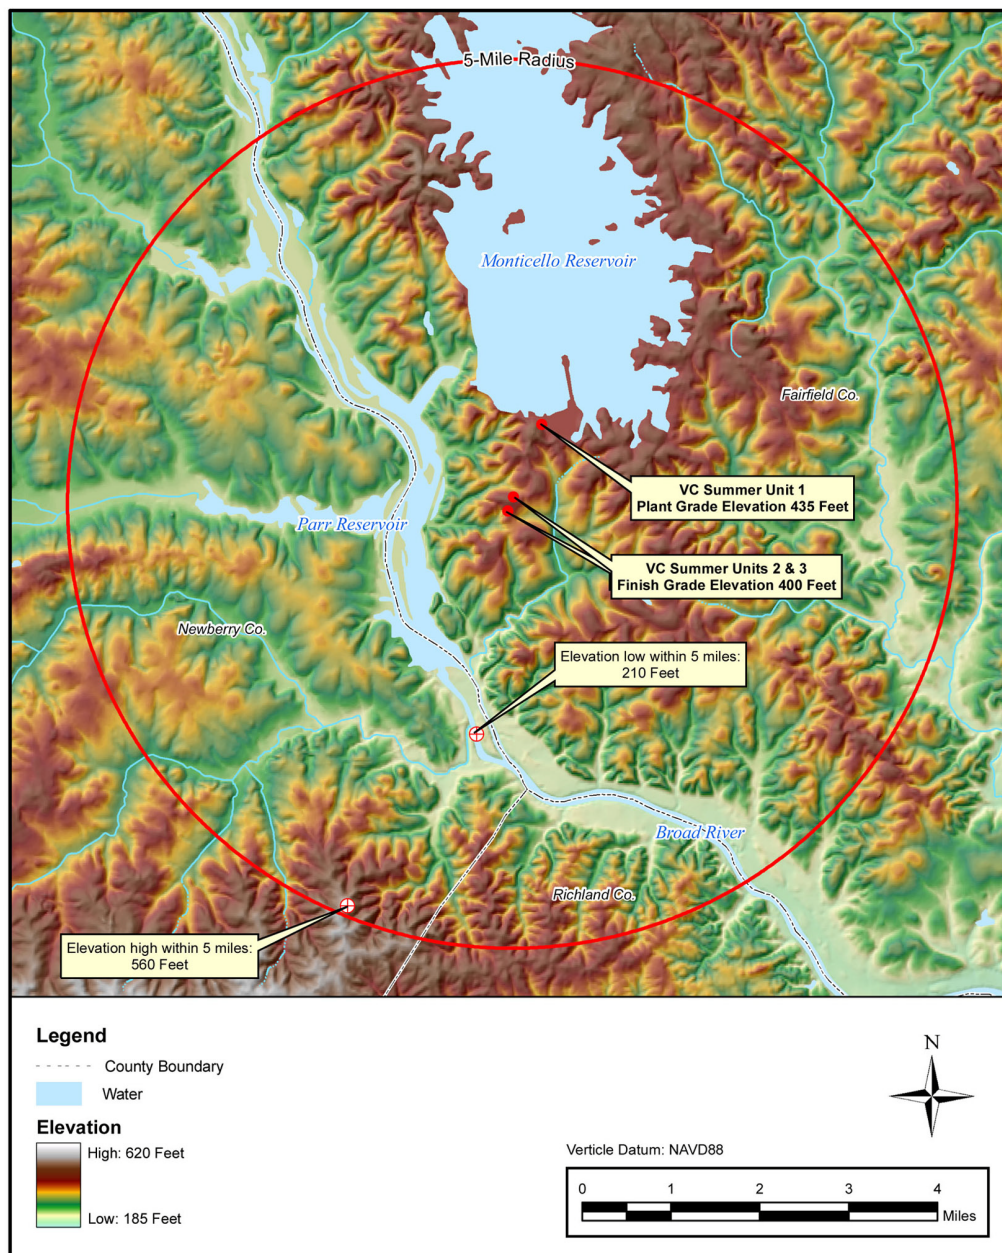 5-Mile Radius
Monticello Reservoir
Fairfield Co.
VC Summer Unit 1
Plant Grade Elevation 435 Feet
Parr Reservoir
VC Summer Units 2 & 3
Finish Grade Elevation 400 Feet
Newberry Co.
Elevation low within 5 miles:
210 Feet
Broad River
Richland Co.
Elevation high within 5 miles:
560 Feet
Legend
County Boundary
Water
Elevation
High: 620 Feet
Low: 185 Feet
N
Verticle Datum: NAVD88
0 1 2 3 4
Miles